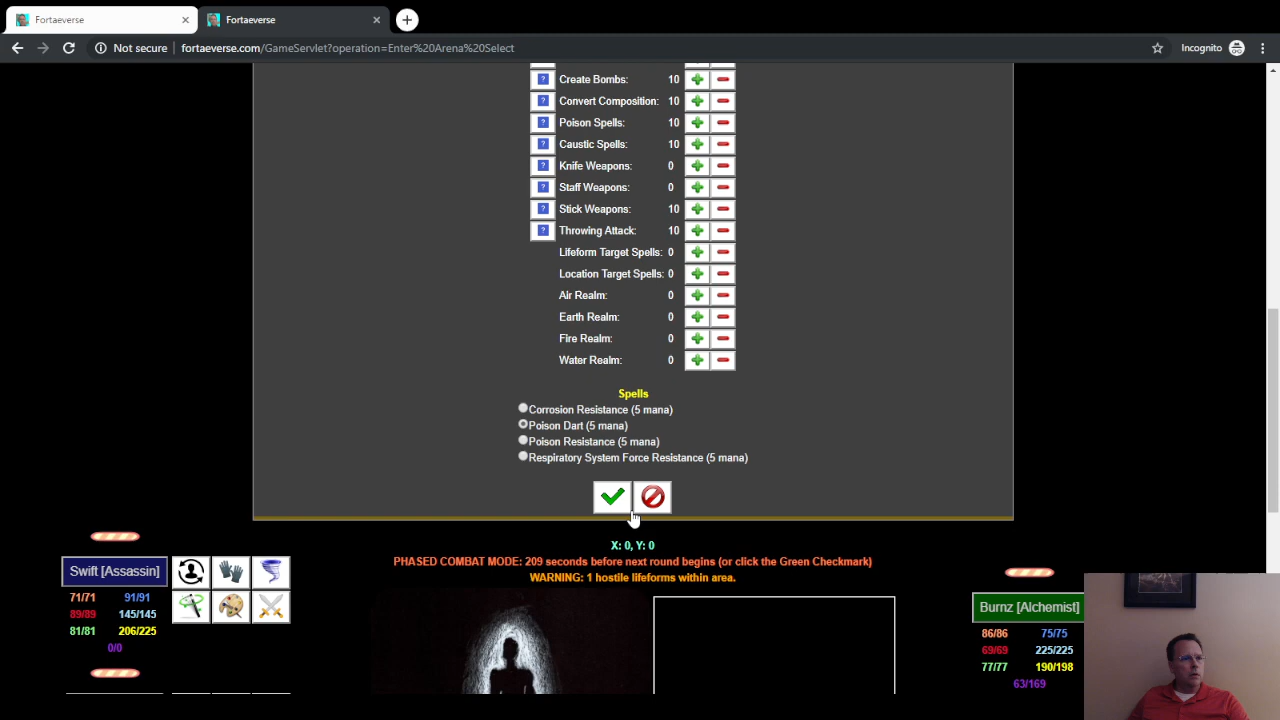 Fortaeverse
Fortaeverse
Not secure | fortaeverse.com/GameServlet?operation=Enter%20Arena%20Select
Incognito
Create Bombs: 10
Convert Composition: 10
Poison Spells: 10
Caustic Spells: 10
Knife Weapons: 0
Staff Weapons: 0
Stick Weapons: 10
Throwing Attack: 10
Lifeform Target Spells: 0
Location Target Spells: 0
Air Realm: 0
Earth Realm: 0
Fire Realm: 0
Water Realm: 0
Spells
Corrosion Resistance (5 mana)
Poison Dart (5 mana)
Poison Resistance (5 mana)
Respiratory System Force Resistance (5 mana)
X: 0, Y: 0
PHASED COMBAT MODE: 209 seconds before next round begins (or click the Green Checkmark)
WARNING: 1 hostile lifeforms within area.
Swift [Assassin]
71/71 91/91
89/89 145/145
81/81 206/225
0/0
Burnz [Alchemist]
86/86 75/75
69/69 225/225
77/77 190/198
63/169